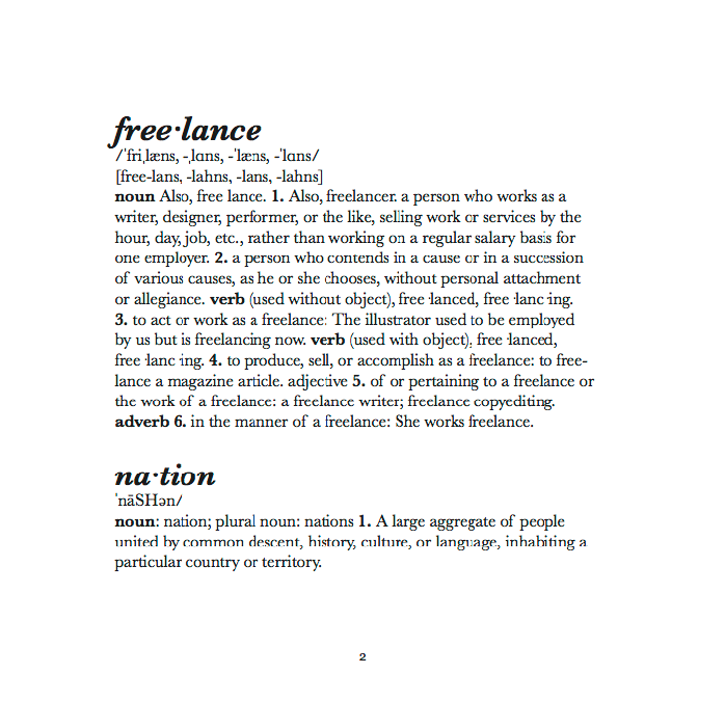 free·lance
/ˈfriˌlæns, -ˌlɑns, -ˈlæns, -ˈlɑns/
[free-lans, -lahns, -lans, -lahns]
noun Also, free lance. 1. Also, freelancer. a person who works as a
writer, designer, performer, or the like, selling work or services by the
hour, day, job, etc., rather than working on a regular salary basis for
one employer. 2. a person who contends in a cause or in a succession
of various causes, as he or she chooses, without personal attachment
or allegiance. verb (used without object), free·lanced, free·lanc·ing.
3. to act or work as a freelance: The illustrator used to be employed
by us but is freelancing now. verb (used with object), free·lanced,
free·lanc·ing. 4. to produce, sell, or accomplish as a freelance: to free-
lance a magazine article. adjective 5. of or pertaining to a freelance or
the work of a freelance: a freelance writer; freelance copyediting.
adverb 6. in the manner of a freelance: She works freelance.
na·tion
ˈnāSHən/
noun: nation; plural noun: nations 1. A large aggregate of people
united by common descent, history, culture, or language, inhabiting a
particular country or territory.
2